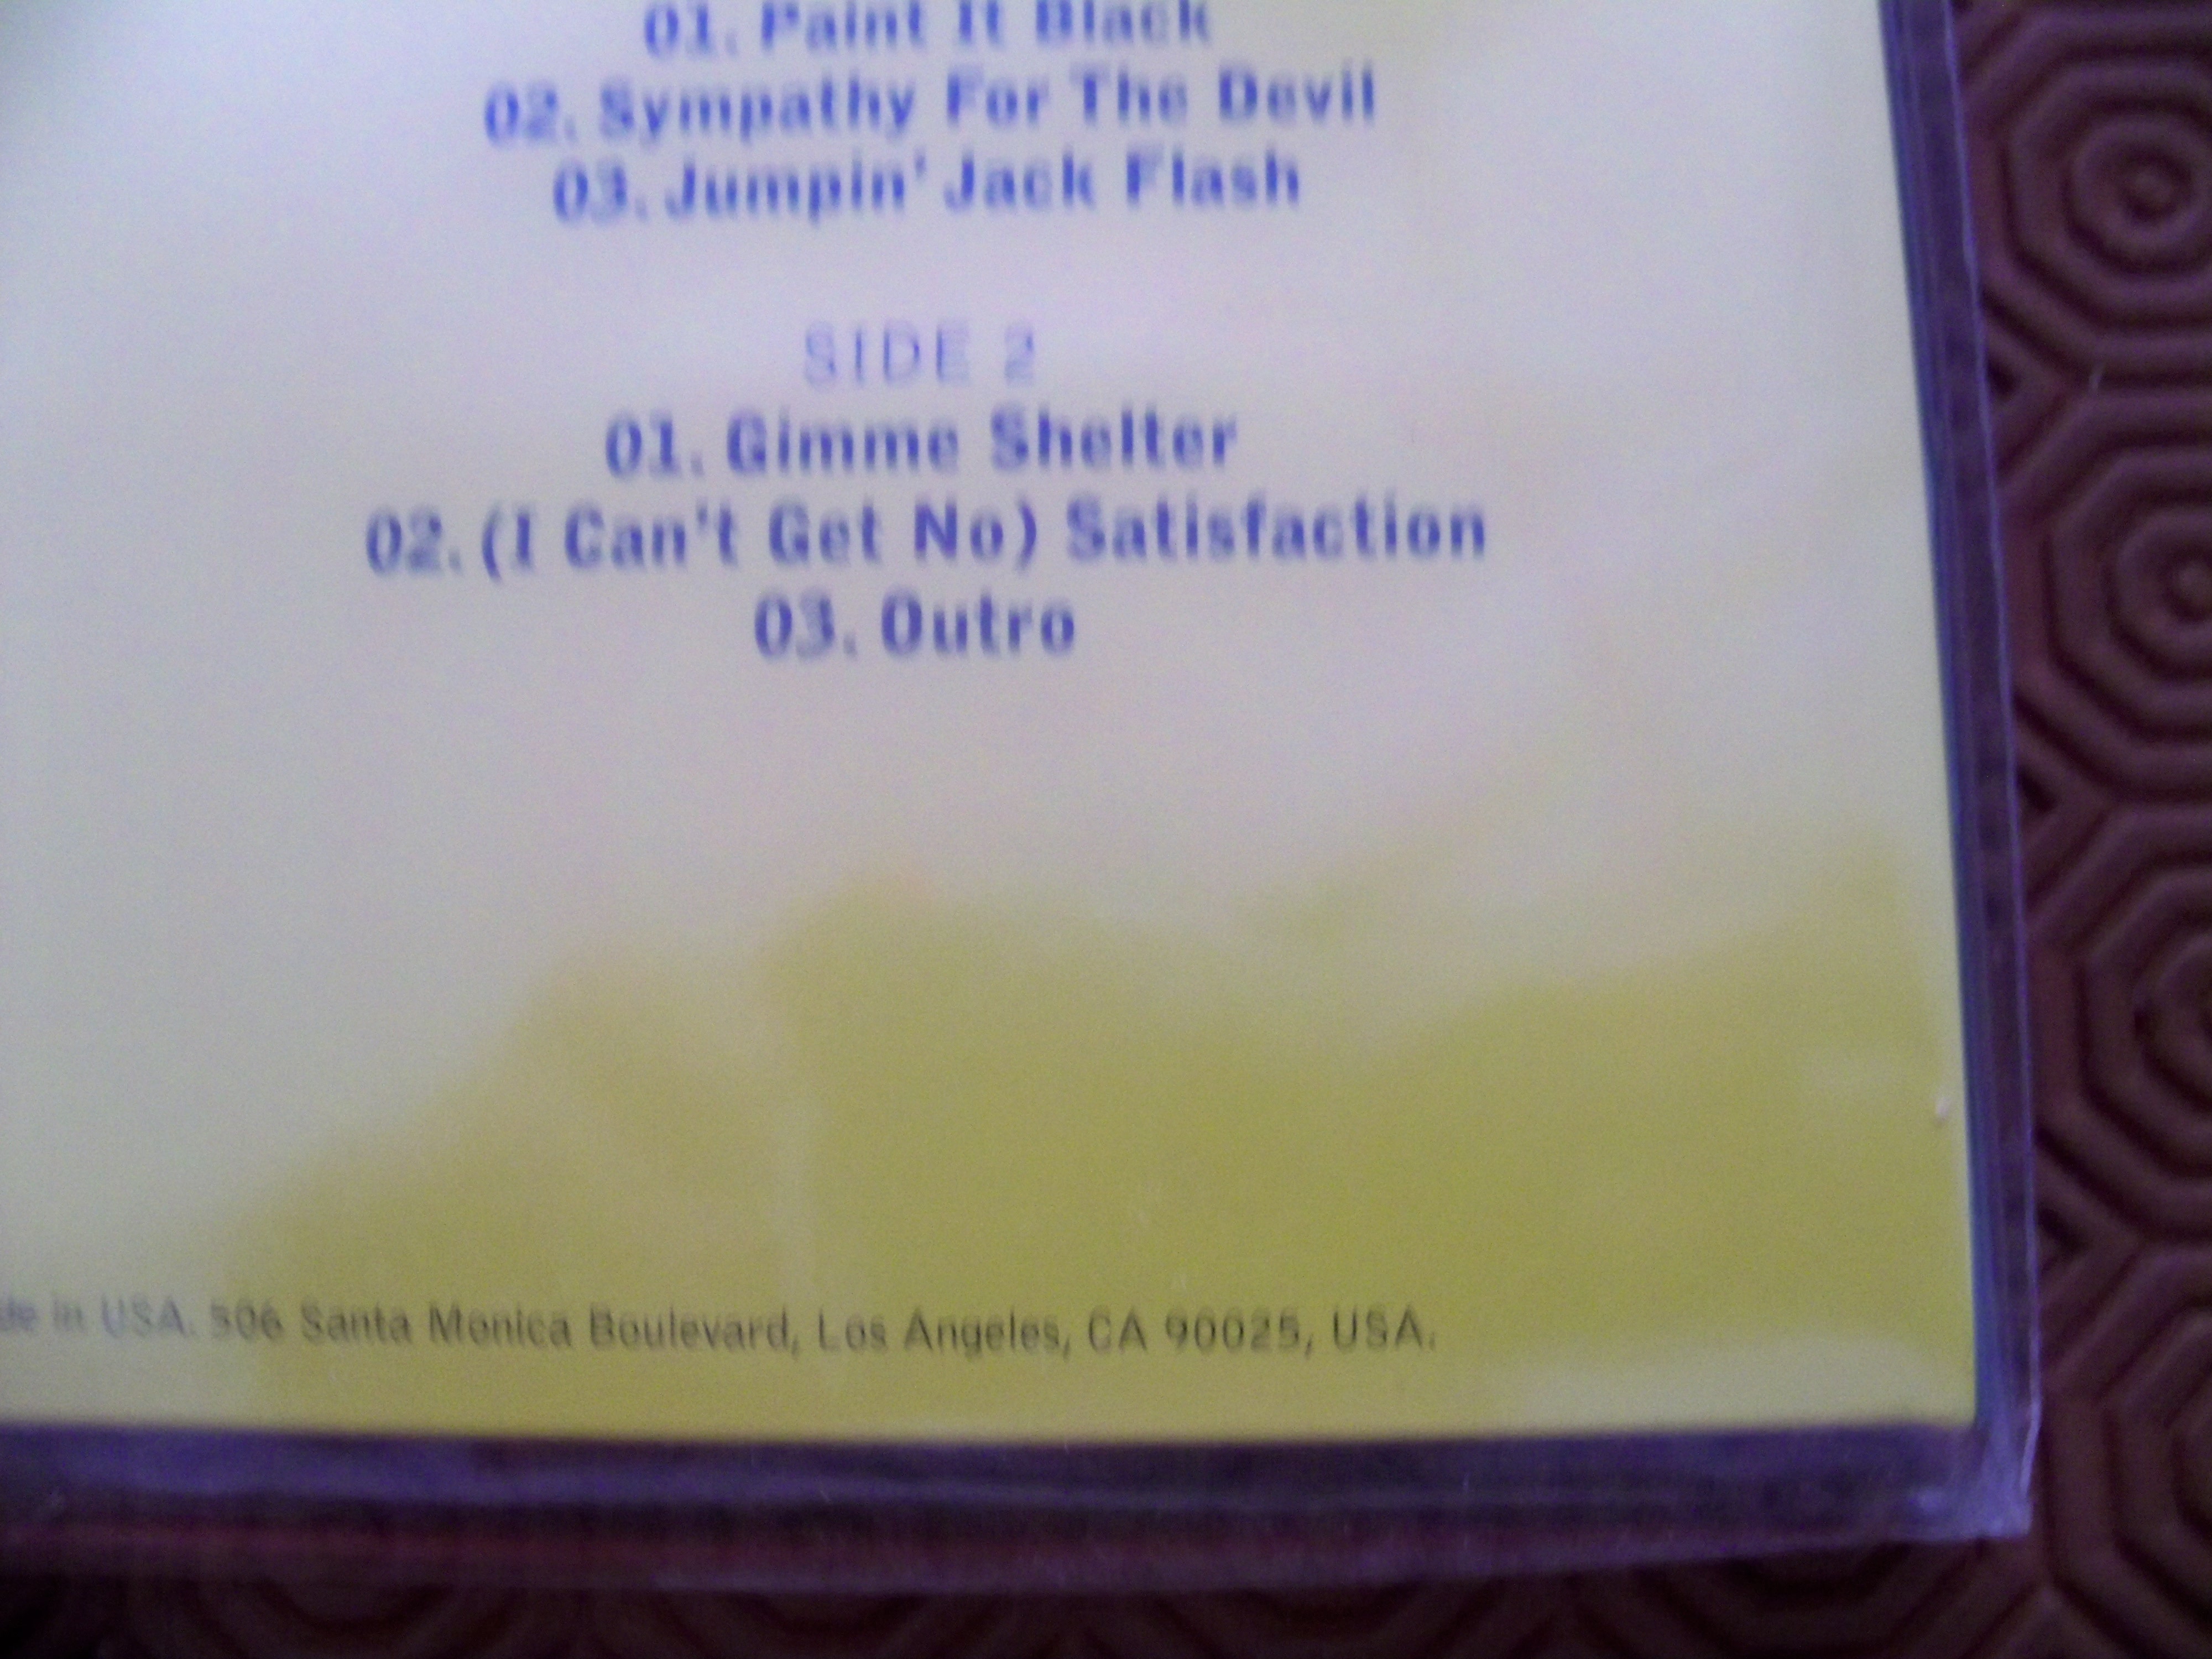 01. Paint It Black
02. Sympathy For The Devil
03. Jumpin' Jack Flash
SIDE 2
01. Gimme Shelter
02. (I Can't Get No) Satisfaction
03. Outro
in USA. 506 Santa Monica Boulevard, Los Angeles, CA 90025, USA.